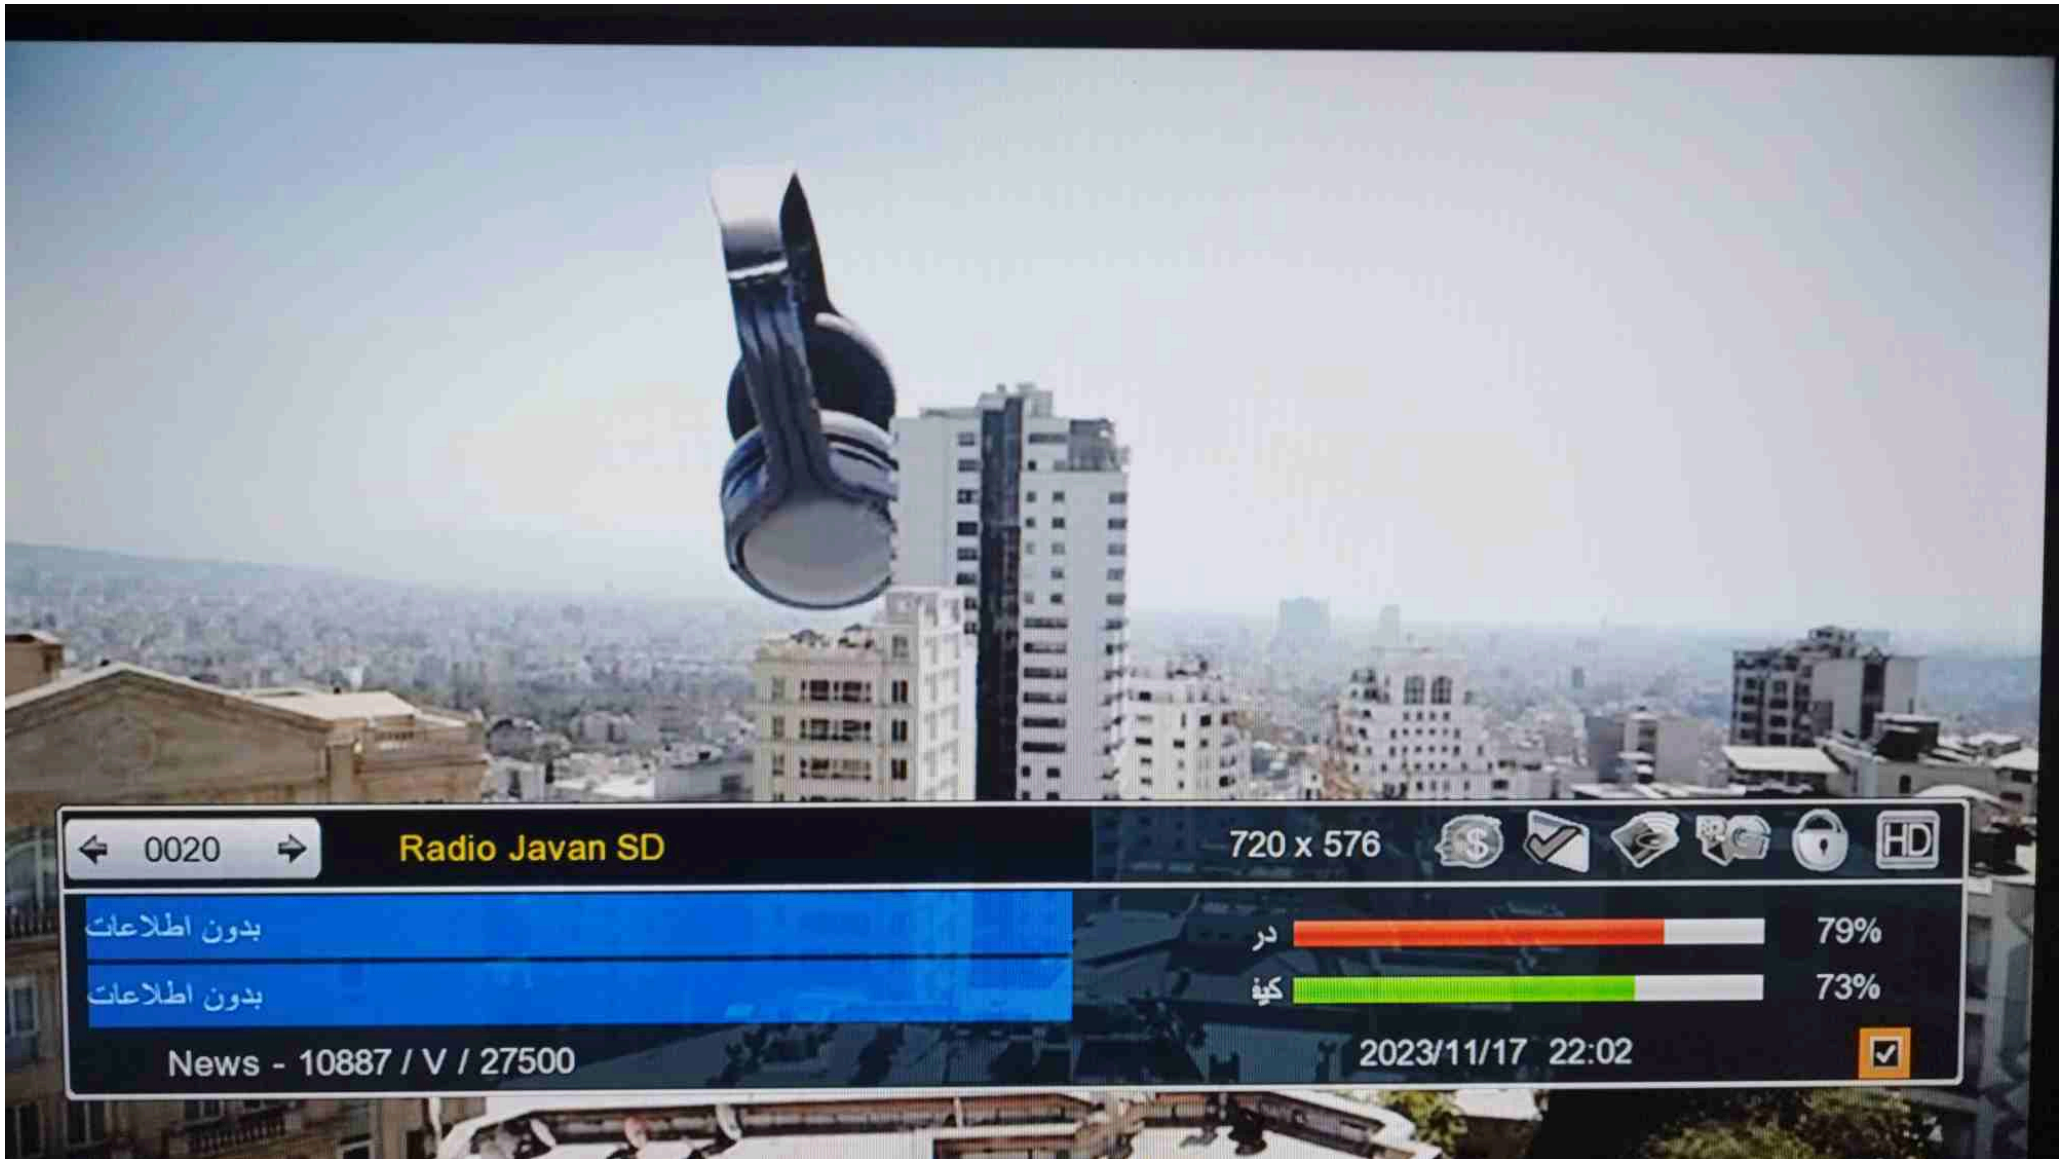 0020
Radio Javan SD
720 x 576
HD
بدون اطلاعات
در
79%
بدون اطلاعات
کیف
73%
News - 10887 / V / 27500
2023/11/17 22:02